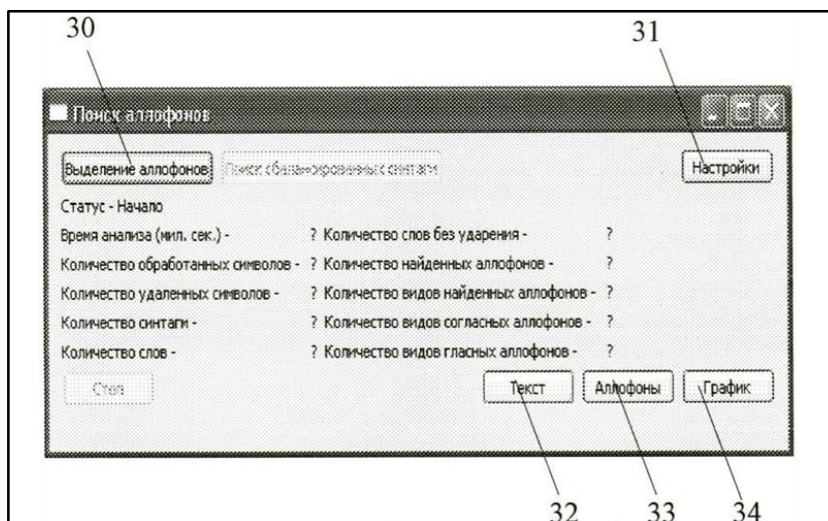 30 31
Поиск аллофонов
Выделение аллофонов Поиск сбалансированных синтагм Настройки
Статус - Начало
Время анализа (мил. сек.) - ? Количество слов без ударения - ?
Количество обработанных символов - ? Количество найденных аллофонов - ?
Количество удаленных символов - ? Количество видов найденных аллофонов - ?
Количество синтагм - ? Количество видов согласных аллофонов - ?
Количество слов - ? Количество видов гласных аллофонов - ?
Стоп Текст Аллофоны График
32 33 34